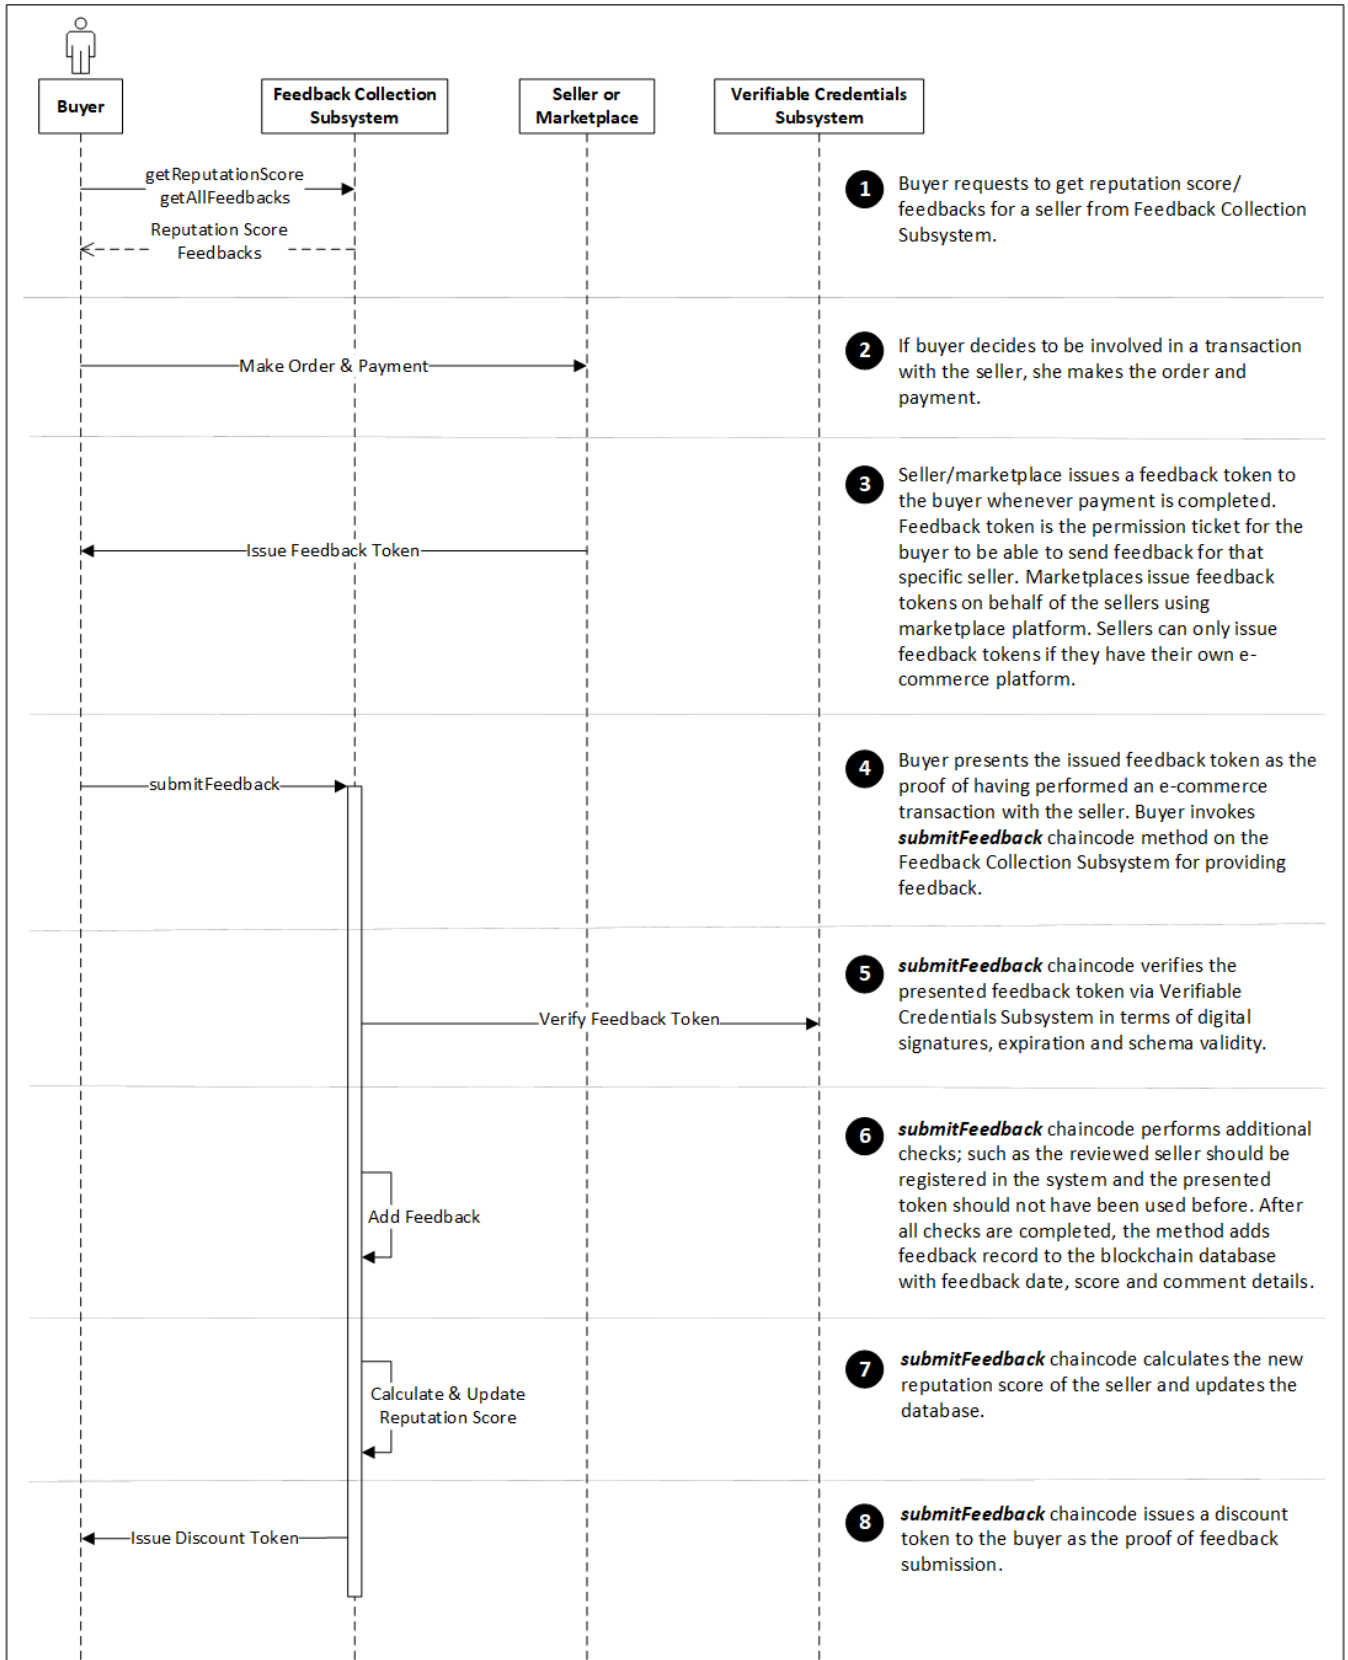 Buyer
Feedback Collection
Subsystem
Seller or
Marketplace
Verifiable Credentials
Subsystem
getReputationScore
getAllFeedbacks
Reputation Score
Feedbacks
1
Buyer requests to get reputation score/
feedbacks for a seller from Feedback Collection
Subsystem.
Make Order & Payment
2
If buyer decides to be involved in a transaction
with the seller, she makes the order and
payment.
Issue Feedback Token
3
Seller/marketplace issues a feedback token to
the buyer whenever payment is completed.
Feedback token is the permission ticket for the
buyer to be able to send feedback for that
specific seller. Marketplaces issue feedback
tokens on behalf of the sellers using
marketplace platform. Sellers can only issue
feedback tokens if they have their own e-
commerce platform.
submitFeedback
4
Buyer presents the issued feedback token as the
proof of having performed an e-commerce
transaction with the seller. Buyer invokes
submitFeedback chaincode method on the
Feedback Collection Subsystem for providing
feedback.
Verify Feedback Token
5
submitFeedback chaincode verifies the
presented feedback token via Verifiable
Credentials Subsystem in terms of digital
signatures, expiration and schema validity.
Add Feedback
6
submitFeedback chaincode performs additional
checks; such as the reviewed seller should be
registered in the system and the presented
token should not have been used before. After
all checks are completed, the method adds
feedback record to the blockchain database
with feedback date, score and comment details.
Calculate & Update
Reputation Score
7
submitFeedback chaincode calculates the new
reputation score of the seller and updates the
database.
Issue Discount Token
8
submitFeedback chaincode issues a discount
token to the buyer as the proof of feedback
submission.